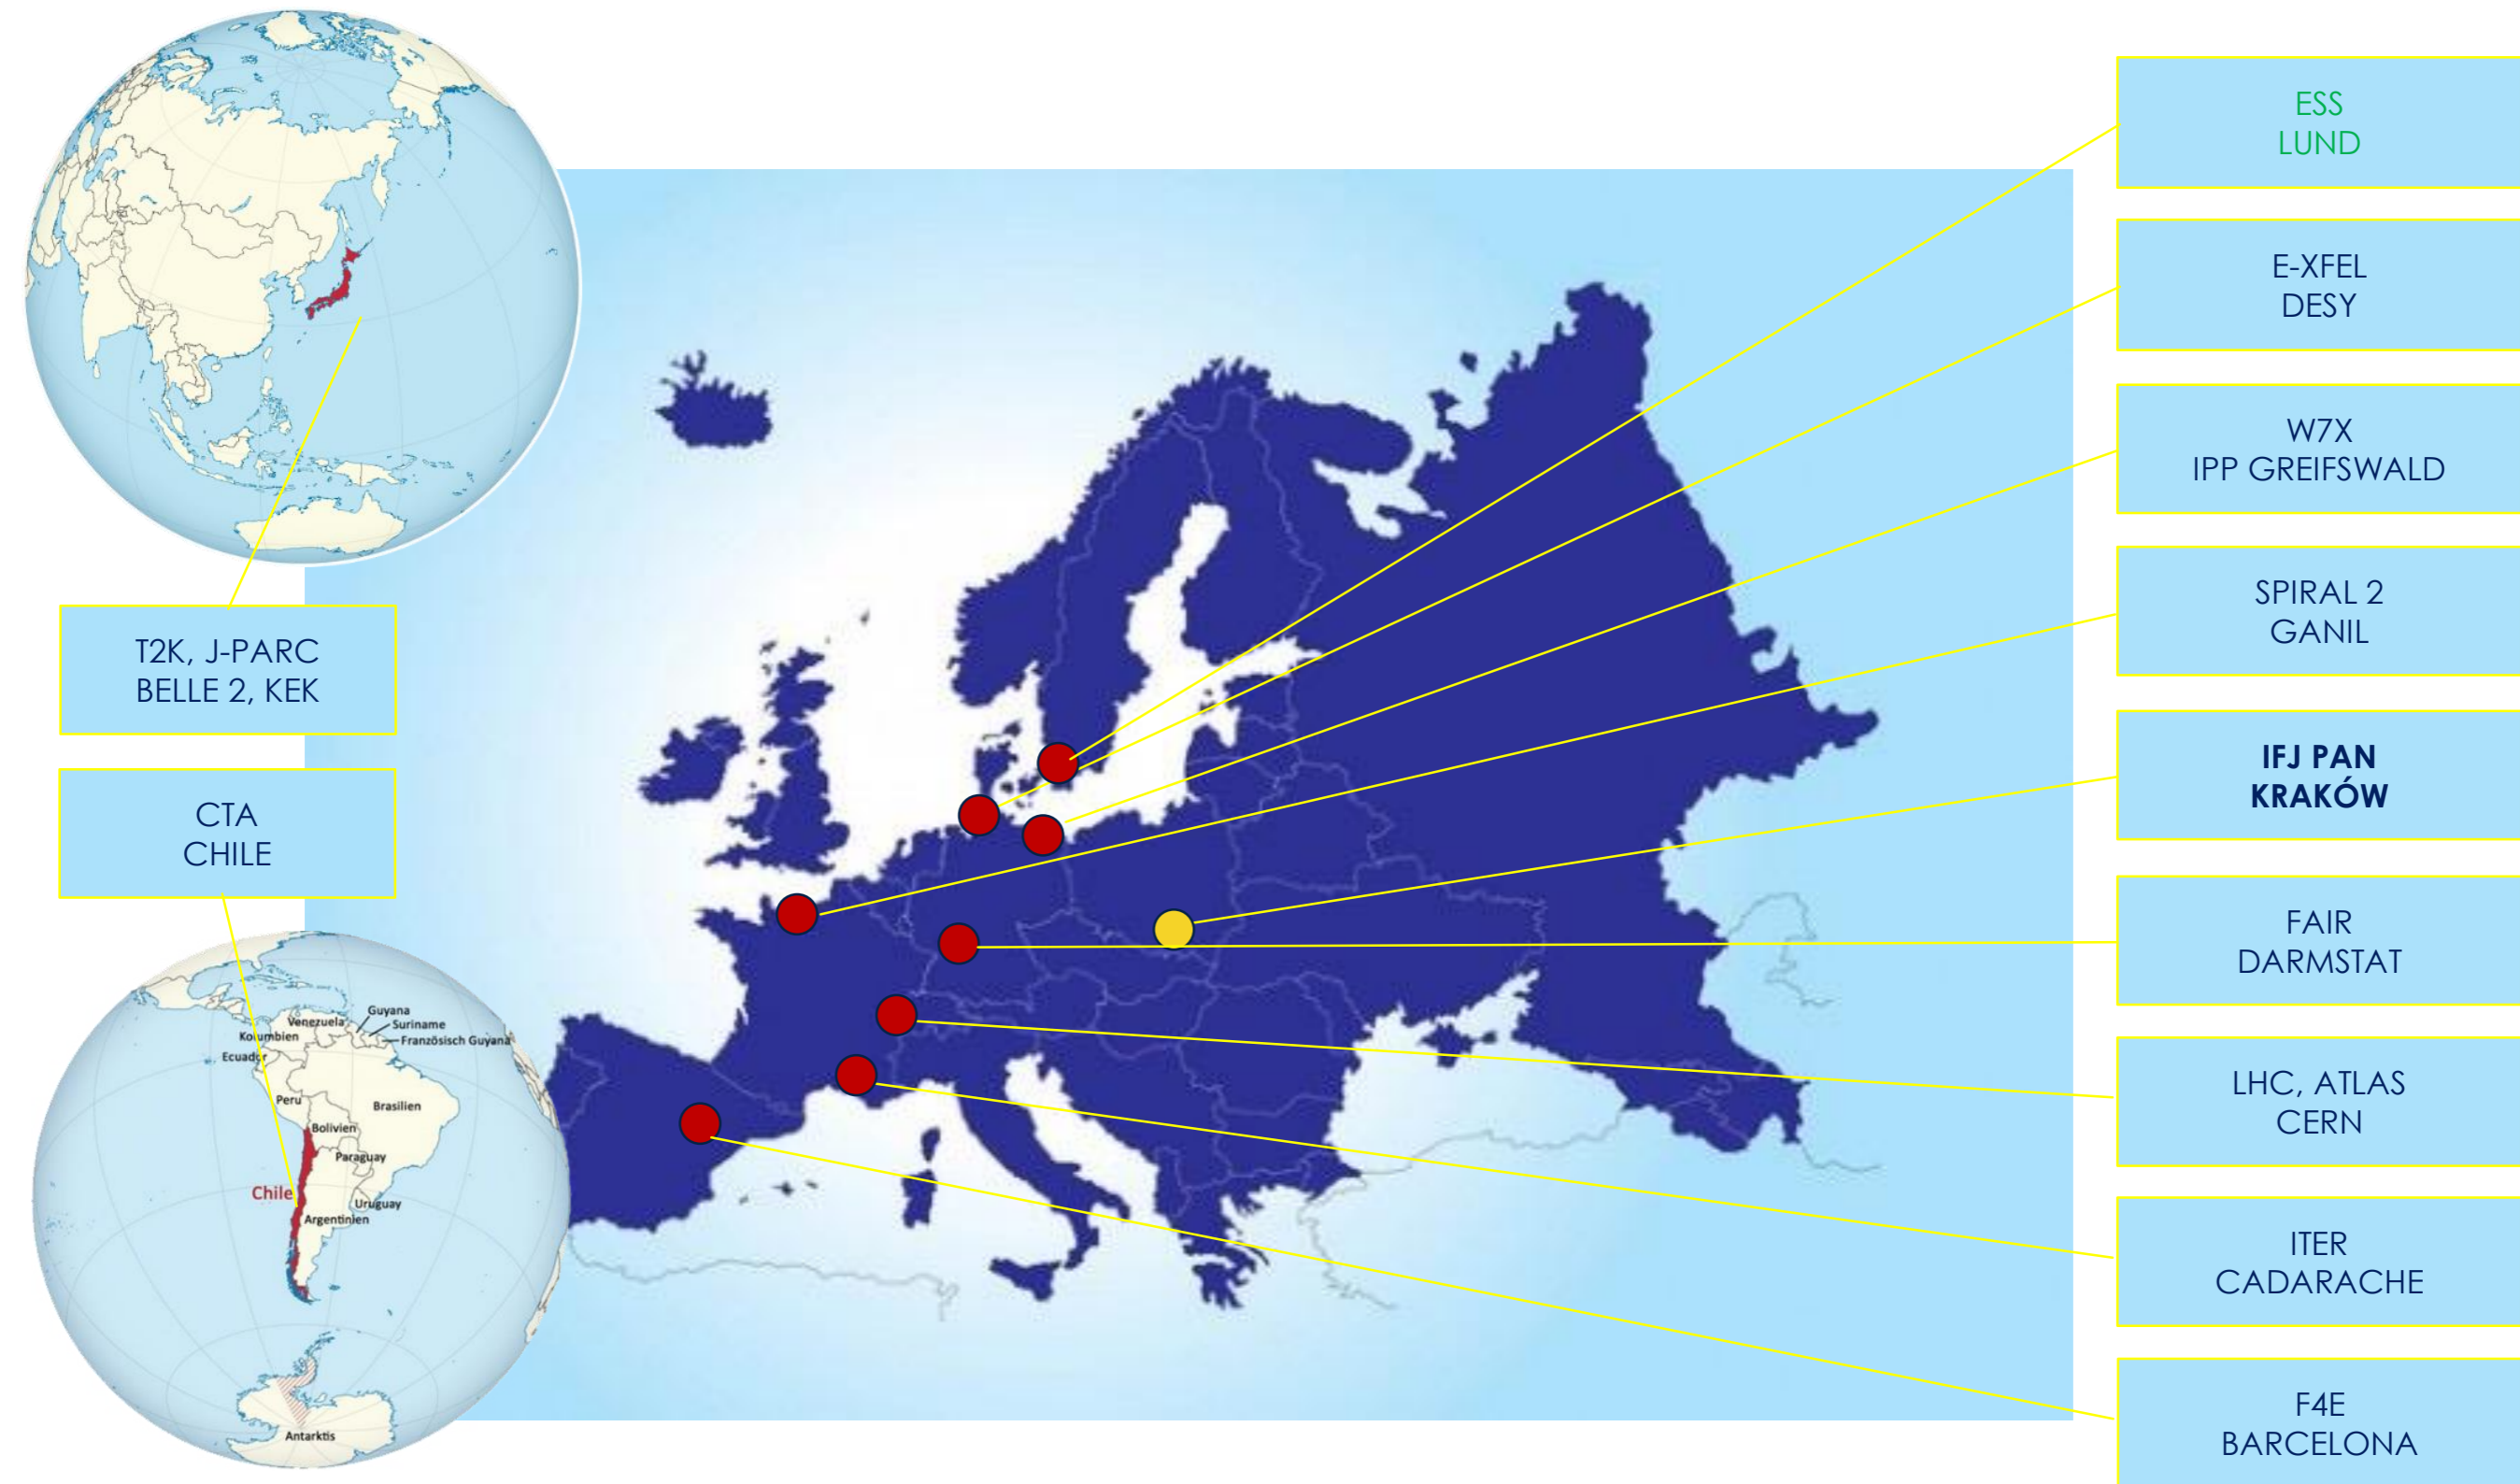 ESS
LUND
E-XFEL
DESY
W7X
IPP GREIFSWALD
SPIRAL 2
GANIL
IFJ PAN
KRAKÓW
FAIR
DARMSTAT
LHC, ATLAS
CERN
ITER
CADARACHE
F4E
BARCELONA
T2K, J-PARC
BELLE 2, KEK
CTA
CHILE
Guyana
Venezuela
Suriname
Kolumbien
Französisch Guyana
Ecuador
Peru
Brasilien
Bolivien
Paraguay
Chile
Uruguay
Argentinien
Antarktis